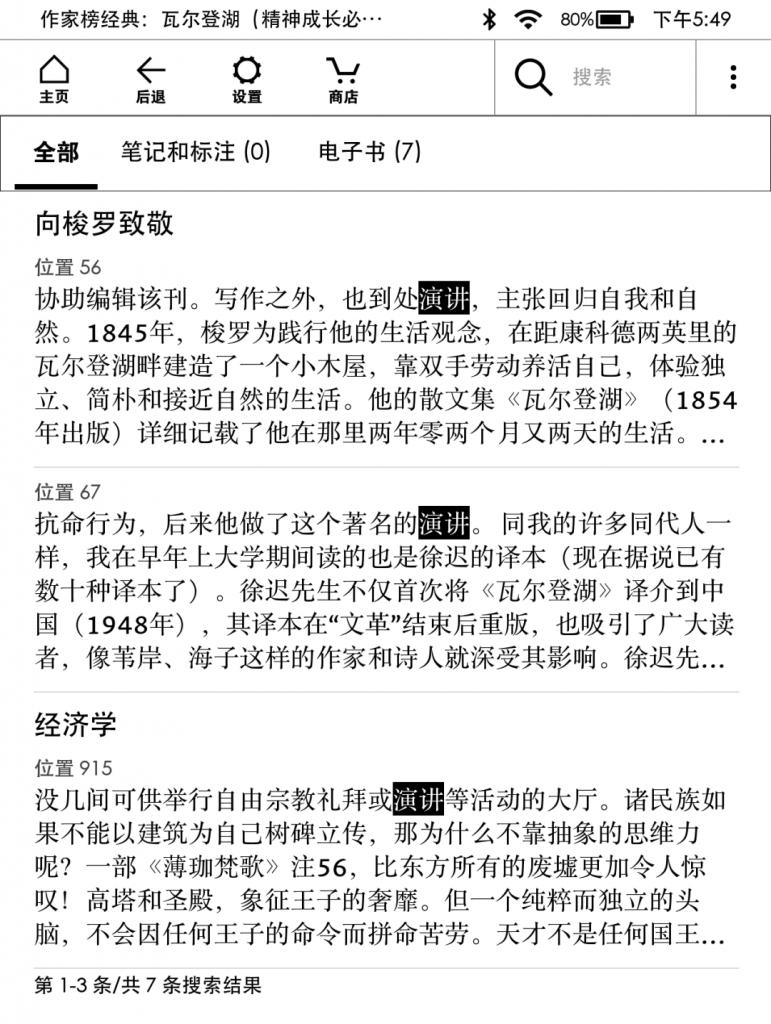 作家榜经典：瓦尔登湖（精神成长必…
80%
下午5:49
主页
后退
设置
商店
搜索
全部
笔记和标注 (0)
电子书 (7)
向梭罗致敬
位置 56
协助编辑该刊。写作之外，也到处演讲，主张回归自我和自
然。1845年，梭罗为践行他的生活观念，在距康科德两英里的
瓦尔登湖畔建造了一个小木屋，靠双手劳动养活自己，体验独
立、简朴和接近自然的生活。他的散文集《瓦尔登湖》（1854
年出版）详细记载了他在那里两年零两个月又两天的生活。...
位置 67
抗命行为，后来他做了这个著名的演讲。 同我的许多同代人一
样，我在早年上大学期间读的也是徐迟的译本（现在据说已有
数十种译本了）。徐迟先生不仅首次将《瓦尔登湖》译介到中
国（1948年），其译本在“文革”结束后重版，也吸引了广大读
者，像苇岸、海子这样的作家和诗人就深受其影响。徐迟先...
经济学
位置 915
没几间可供举行自由宗教礼拜或演讲等活动的大厅。诸民族如
果不能以建筑为自己树碑立传，那为什么不靠抽象的思维力
呢？一部《薄珈梵歌》注56，比东方所有的废墟更加令人惊
叹！高塔和圣殿，象征王子的奢靡。但一个纯粹而独立的头
脑，不会因任何王子的命令而拼命苦劳。天才不是任何国王...
第 1-3 条/共 7 条搜索结果